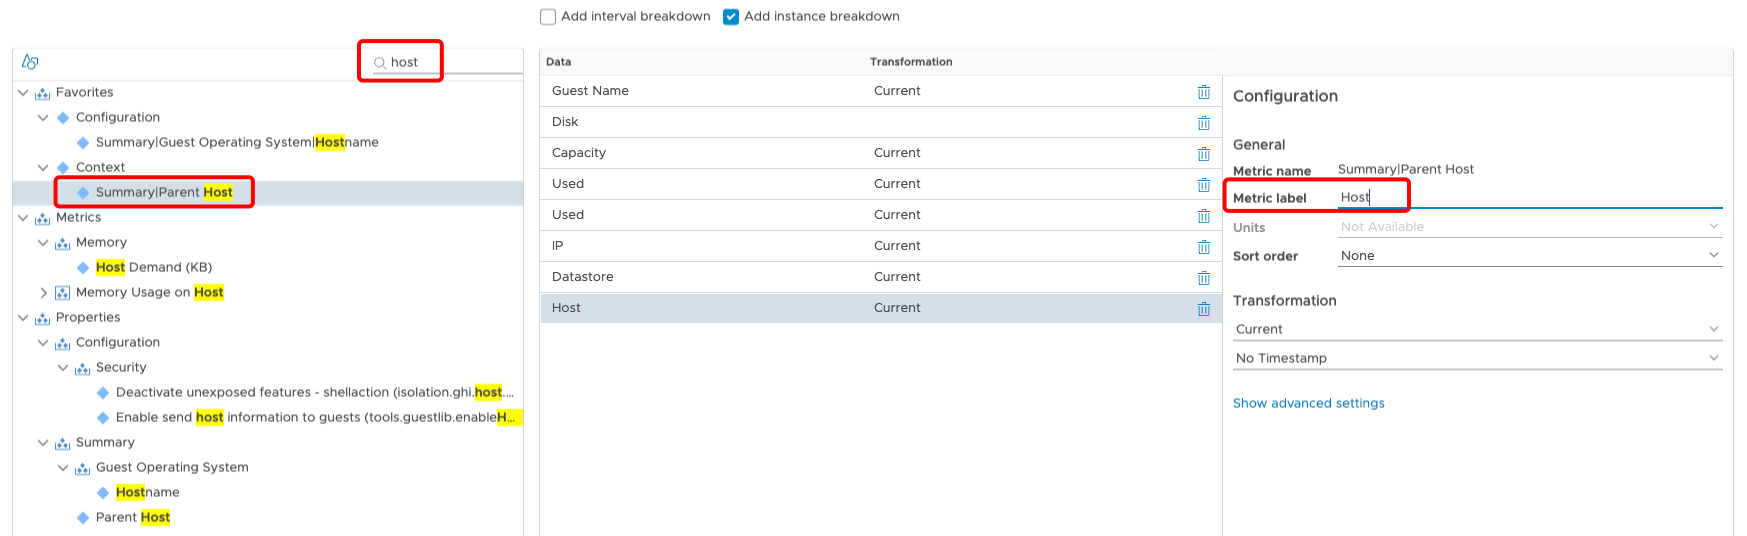 Add interval breakdown
Add instance breakdown
host
Favorites
Configuration
Summary|Guest Operating System|Hostname
Context
Summary|Parent Host
Metrics
Memory
Host Demand (KB)
Memory Usage on Host
Properties
Configuration
Security
Deactivate unexposed features - shellaction (isolation.ghi.host....
Enable send host information to guests (tools.guestlib.enableH...
Summary
Guest Operating System
Hostname
Parent Host
Data Transformation
Guest Name Current
Disk
Capacity Current
Used Current
Used Current
IP Current
Datastore Current
Host Current
Configuration
General
Metric name Summary|Parent Host
Metric label Host
Units Not Available
Sort order None
Transformation
Current
No Timestamp
Show advanced settings